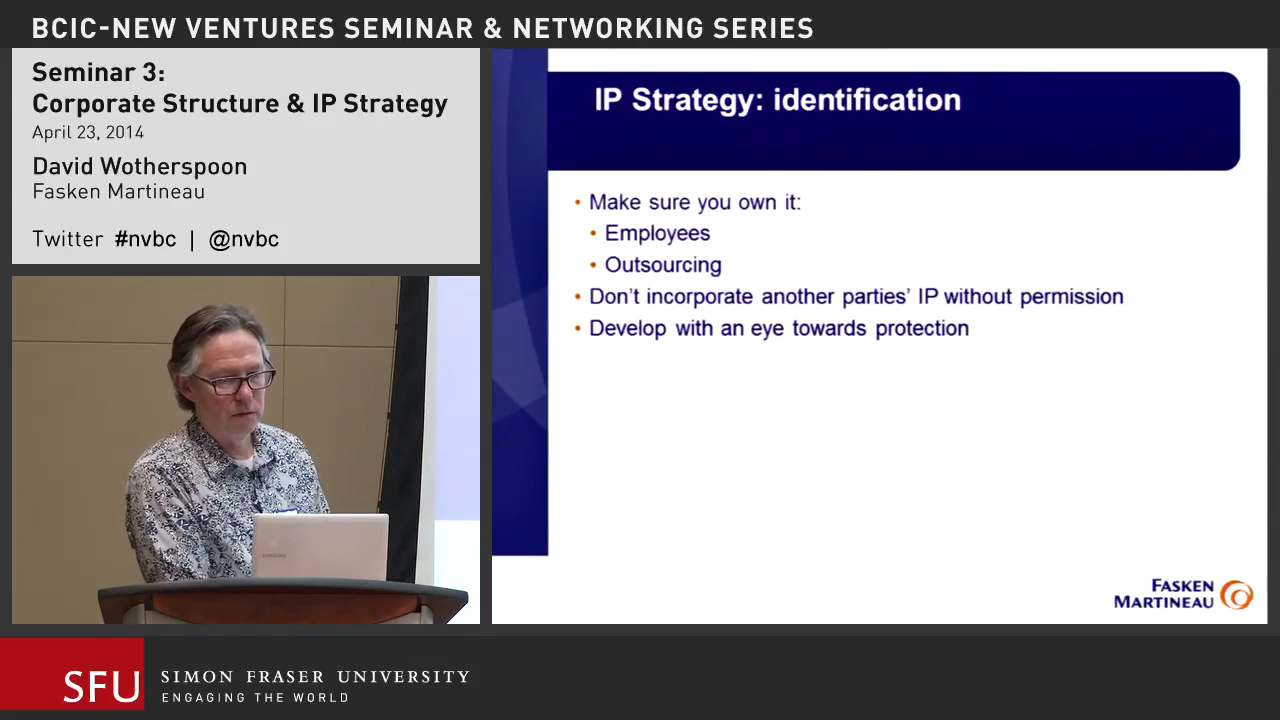 BCIC-NEW VENTURES SEMINAR & NETWORKING SERIES
Seminar 3:
Corporate Structure & IP Strategy
April 23, 2014
David Wotherspoon
Fasken Martineau
Twitter #nvbc | @nvbc
IP Strategy: identification
• Make sure you own it:
• Employees
• Outsourcing
• Don't incorporate another parties' IP without permission
• Develop with an eye towards protection
FASKEN
MARTINEAU
SAMSUNG
SFU SIMON FRASER UNIVERSITY
ENGAGING THE WORLD